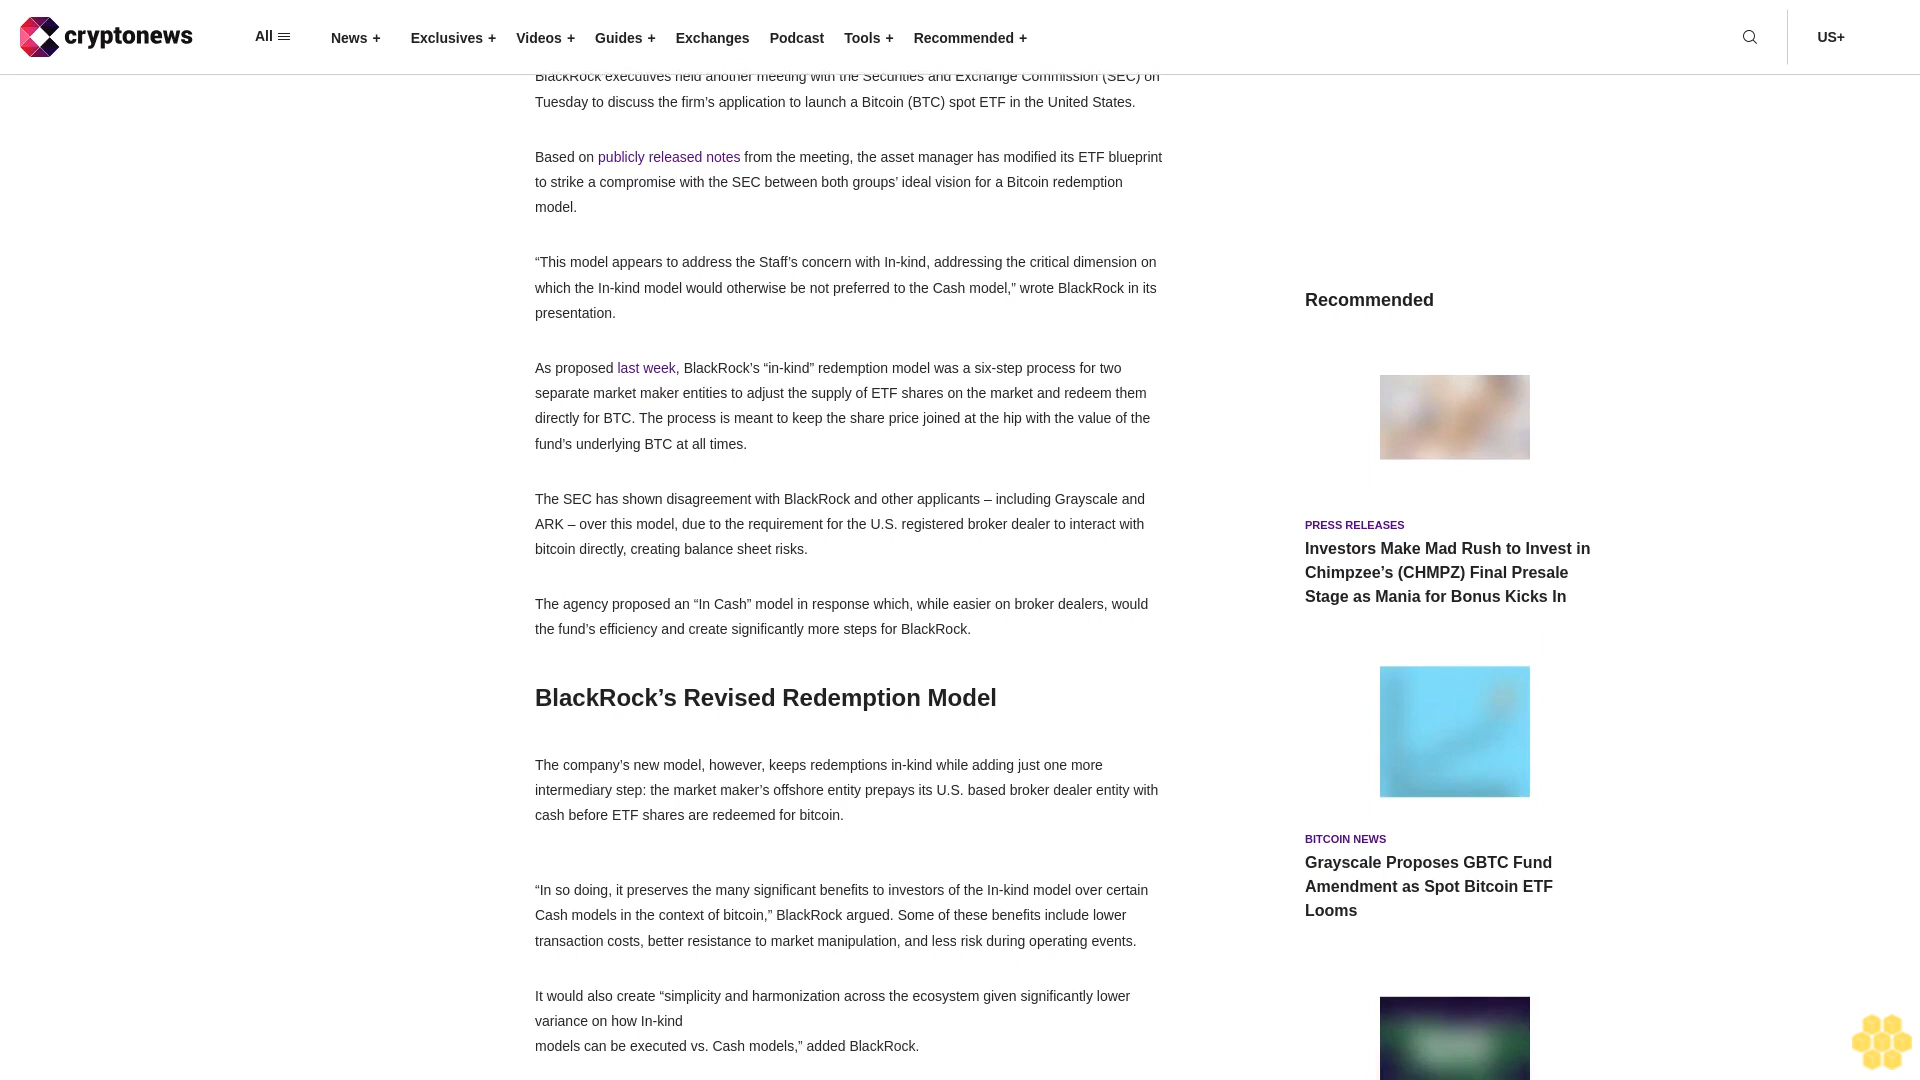 cryptonews
All
News +
Exclusives +
Videos +
Guides +
Exchanges
Podcast
Tools +
Recommended +
US+
BlackRock executives held another meeting with the Securities and Exchange Commission (SEC) on
Tuesday to discuss the firm’s application to launch a Bitcoin (BTC) spot ETF in the United States.
Based on publicly released notes from the meeting, the asset manager has modified its ETF blueprint
to strike a compromise with the SEC between both groups’ ideal vision for a Bitcoin redemption
model.
“This model appears to address the Staff’s concern with In-kind, addressing the critical dimension on
which the In-kind model would otherwise be not preferred to the Cash model,” wrote BlackRock in its
presentation.
As proposed last week, BlackRock’s “in-kind” redemption model was a six-step process for two
separate market maker entities to adjust the supply of ETF shares on the market and redeem them
directly for BTC. The process is meant to keep the share price joined at the hip with the value of the
fund’s underlying BTC at all times.
The SEC has shown disagreement with BlackRock and other applicants – including Grayscale and
ARK – over this model, due to the requirement for the U.S. registered broker dealer to interact with
bitcoin directly, creating balance sheet risks.
The agency proposed an “In Cash” model in response which, while easier on broker dealers, would
the fund’s efficiency and create significantly more steps for BlackRock.
BlackRock’s Revised Redemption Model
The company’s new model, however, keeps redemptions in-kind while adding just one more
intermediary step: the market maker’s offshore entity prepays its U.S. based broker dealer entity with
cash before ETF shares are redeemed for bitcoin.
“In so doing, it preserves the many significant benefits to investors of the In-kind model over certain
Cash models in the context of bitcoin,” BlackRock argued. Some of these benefits include lower
transaction costs, better resistance to market manipulation, and less risk during operating events.
It would also create “simplicity and harmonization across the ecosystem given significantly lower
variance on how In-kind
models can be executed vs. Cash models,” added BlackRock.
Recommended
PRESS RELEASES
Investors Make Mad Rush to Invest in
Chimpzee’s (CHMPZ) Final Presale
Stage as Mania for Bonus Kicks In
BITCOIN NEWS
Grayscale Proposes GBTC Fund
Amendment as Spot Bitcoin ETF
Looms